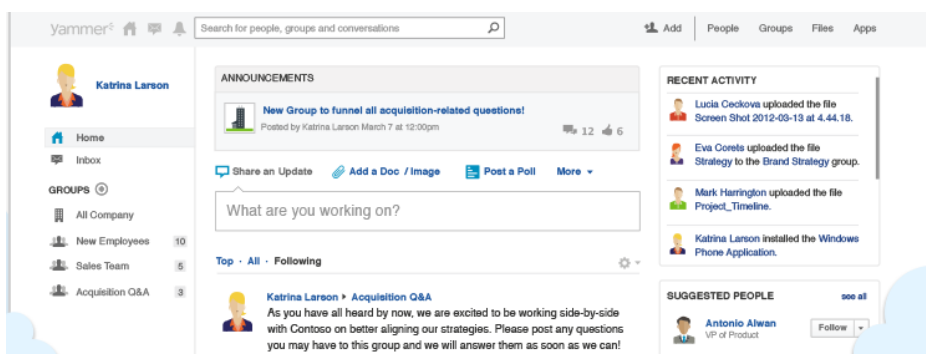 yammer
Search for people, groups and conversations
Add
People
Groups
Files
Apps
Katrina Larson
Home
Inbox
GROUPS
All Company
New Employees 10
Sales Team 5
Acquisition Q&A 3
ANNOUNCEMENTS
New Group to funnel all acquisition-related questions!
Posted by Katrina Larson March 7 at 12:00pm
12 6
Share an Update
Add a Doc / Image
Post a Poll
More
What are you working on?
Top · All · Following
Katrina Larson ▸ Acquisition Q&A
As you have all heard by now, we are excited to be working side-by-side
with Contoso on better aligning our strategies. Please post any questions
you may have to this group and we will answer them as soon as we can!
RECENT ACTIVITY
Lucia Ceckova uploaded the file
Screen Shot 2012-03-13 at 4.44.18.
Eva Corets uploaded the file
Strategy to the Brand Strategy group.
Mark Harrington uploaded the file
Project_Timeline.
Katrina Larson installed the Windows
Phone Application.
SUGGESTED PEOPLE
see all
Antonio Alwan
VP of Product
Follow